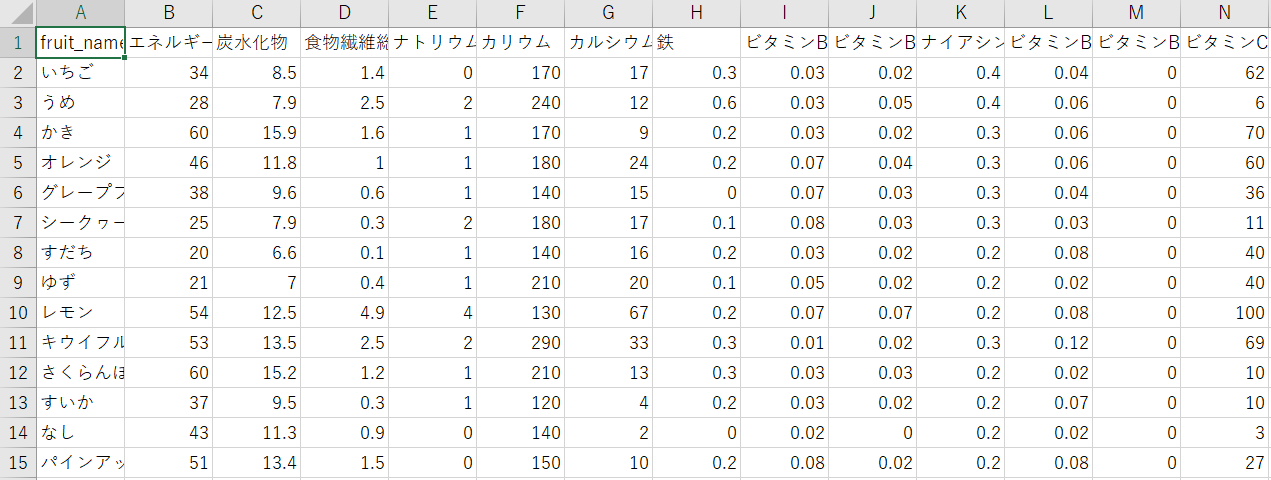 A B C D E F G H I J K L M N
1 fruit_name エネルギー 炭水化物 食物繊維総 ナトリウム カリウム カルシウム 鉄 ビタミンB ビタミンB ナイアシン ビタミンB ビタミンB ビタミンC
2 いちご 34 8.5 1.4 0 170 17 0.3 0.03 0.02 0.4 0.04 0 62
3 うめ 28 7.9 2.5 2 240 12 0.6 0.03 0.05 0.4 0.06 0 6
4 かき 60 15.9 1.6 1 170 9 0.2 0.03 0.02 0.3 0.06 0 70
5 オレンジ 46 11.8 1 1 180 24 0.2 0.07 0.04 0.3 0.06 0 60
6 グレープフ 38 9.6 0.6 1 140 15 0 0.07 0.03 0.3 0.04 0 36
7 シークヮー 25 7.9 0.3 2 180 17 0.1 0.08 0.03 0.3 0.03 0 11
8 すだち 20 6.6 0.1 1 140 16 0.2 0.03 0.02 0.2 0.08 0 40
9 ゆず 21 7 0.4 1 210 20 0.1 0.05 0.02 0.2 0.02 0 40
10 レモン 54 12.5 4.9 4 130 67 0.2 0.07 0.07 0.2 0.08 0 100
11 キウイフル 53 13.5 2.5 2 290 33 0.3 0.01 0.02 0.3 0.12 0 69
12 さくらんぼ 60 15.2 1.2 1 210 13 0.3 0.03 0.03 0.2 0.02 0 10
13 すいか 37 9.5 0.3 1 120 4 0.2 0.03 0.02 0.2 0.07 0 10
14 なし 43 11.3 0.9 0 140 2 0 0.02 0 0.2 0.02 0 3
15 パインアッ 51 13.4 1.5 0 150 10 0.2 0.08 0.02 0.2 0.08 0 27